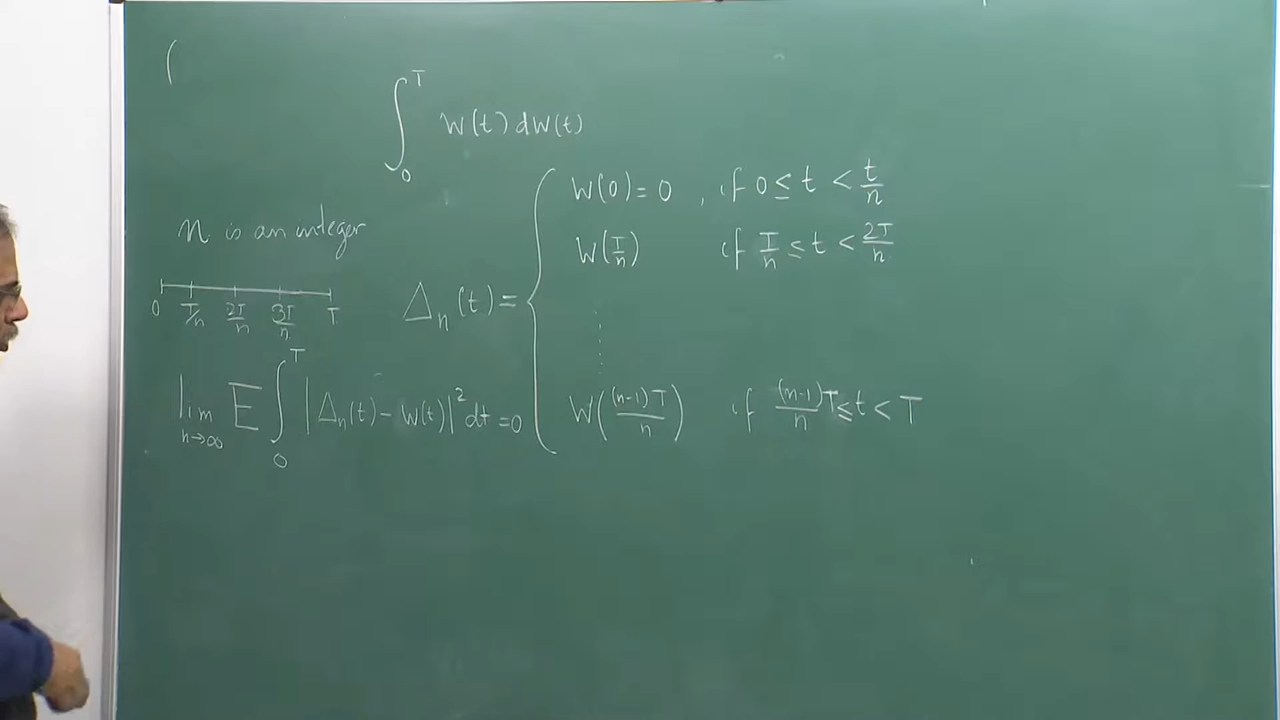 (
∫₀ᵀ W(t) dW(t)
n is an integer
0 T/n 2T/n 3T/n T
Δₙ(t) = {
W(0) = 0 , if 0 ≤ t < t/n
W(T/n) if T/n ≤ t < 2T/n
⋮
W((n-1)T/n) if (n-1)/n T ≤ t < T
lim n→∞ E ∫₀ᵀ |Δₙ(t) - W(t)|² dt = 0